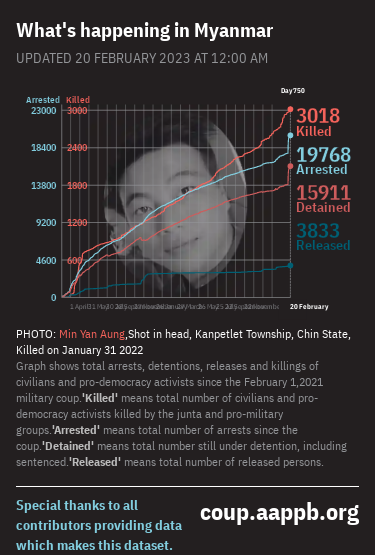 What's happening in Myanmar
UPDATED 20 FEBRUARY 2023 AT 12:00 AM
Day750
Arrested Killed
23000 3000
3018
Killed
18400 2400
19768
Arrested
13800 1800
15911
Detained
9200 1200
3833
Released
4600 600
0
1 April 20 February
PHOTO: Min Yan Aung,Shot in head, Kanpetlet Township, Chin State,
Killed on January 31 2022
Graph shows total arrests, detentions, releases and killings of
civilians and pro-democracy activists since the February 1,2021
military coup.'Killed' means total number of civilians and pro-
democracy activists killed by the junta and pro-military
groups.'Arrested' means total number of arrests since the
coup.'Detained' means total number still under detention, including
sentenced.'Released' means total number of released persons.
Special thanks to all
contributors providing data
which makes this dataset.
coup.aappb.org